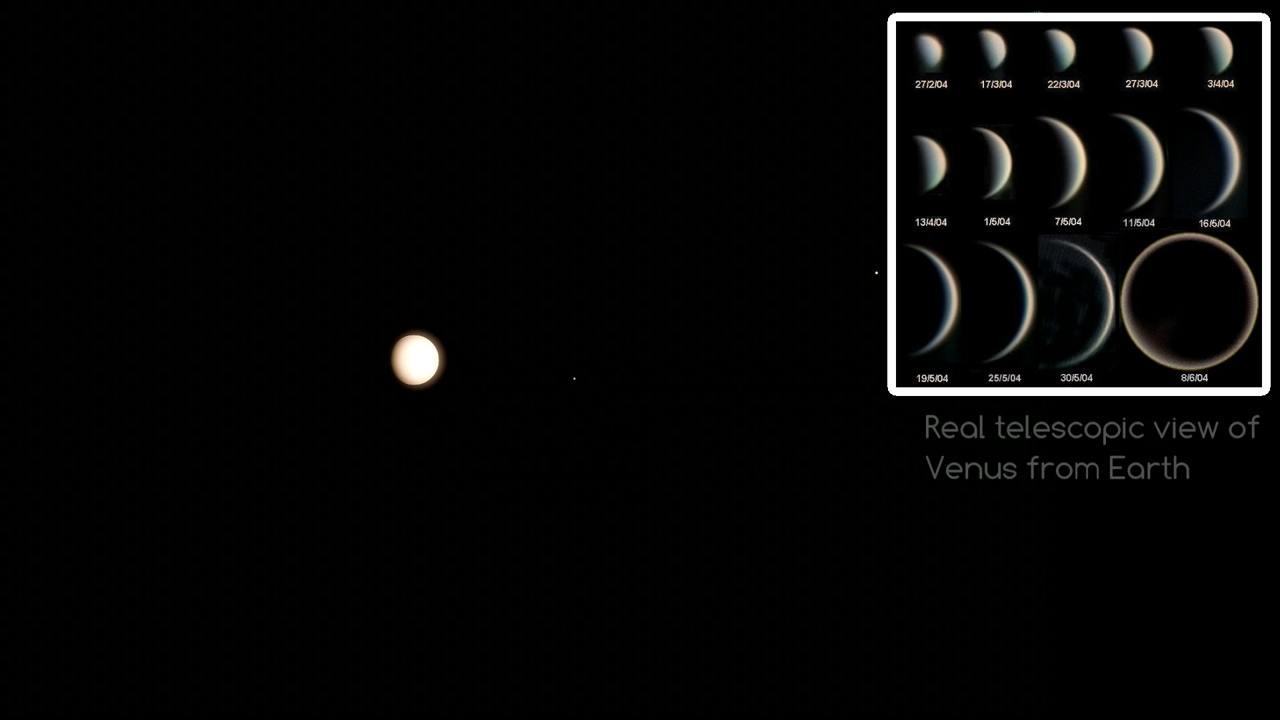 27/2/04 17/3/04 22/3/04 27/3/04 3/4/04
13/4/04 1/5/04 7/5/04 11/5/04 16/5/04
19/5/04 25/5/04 30/5/04 8/6/04
Real telescopic view of
Venus from Earth